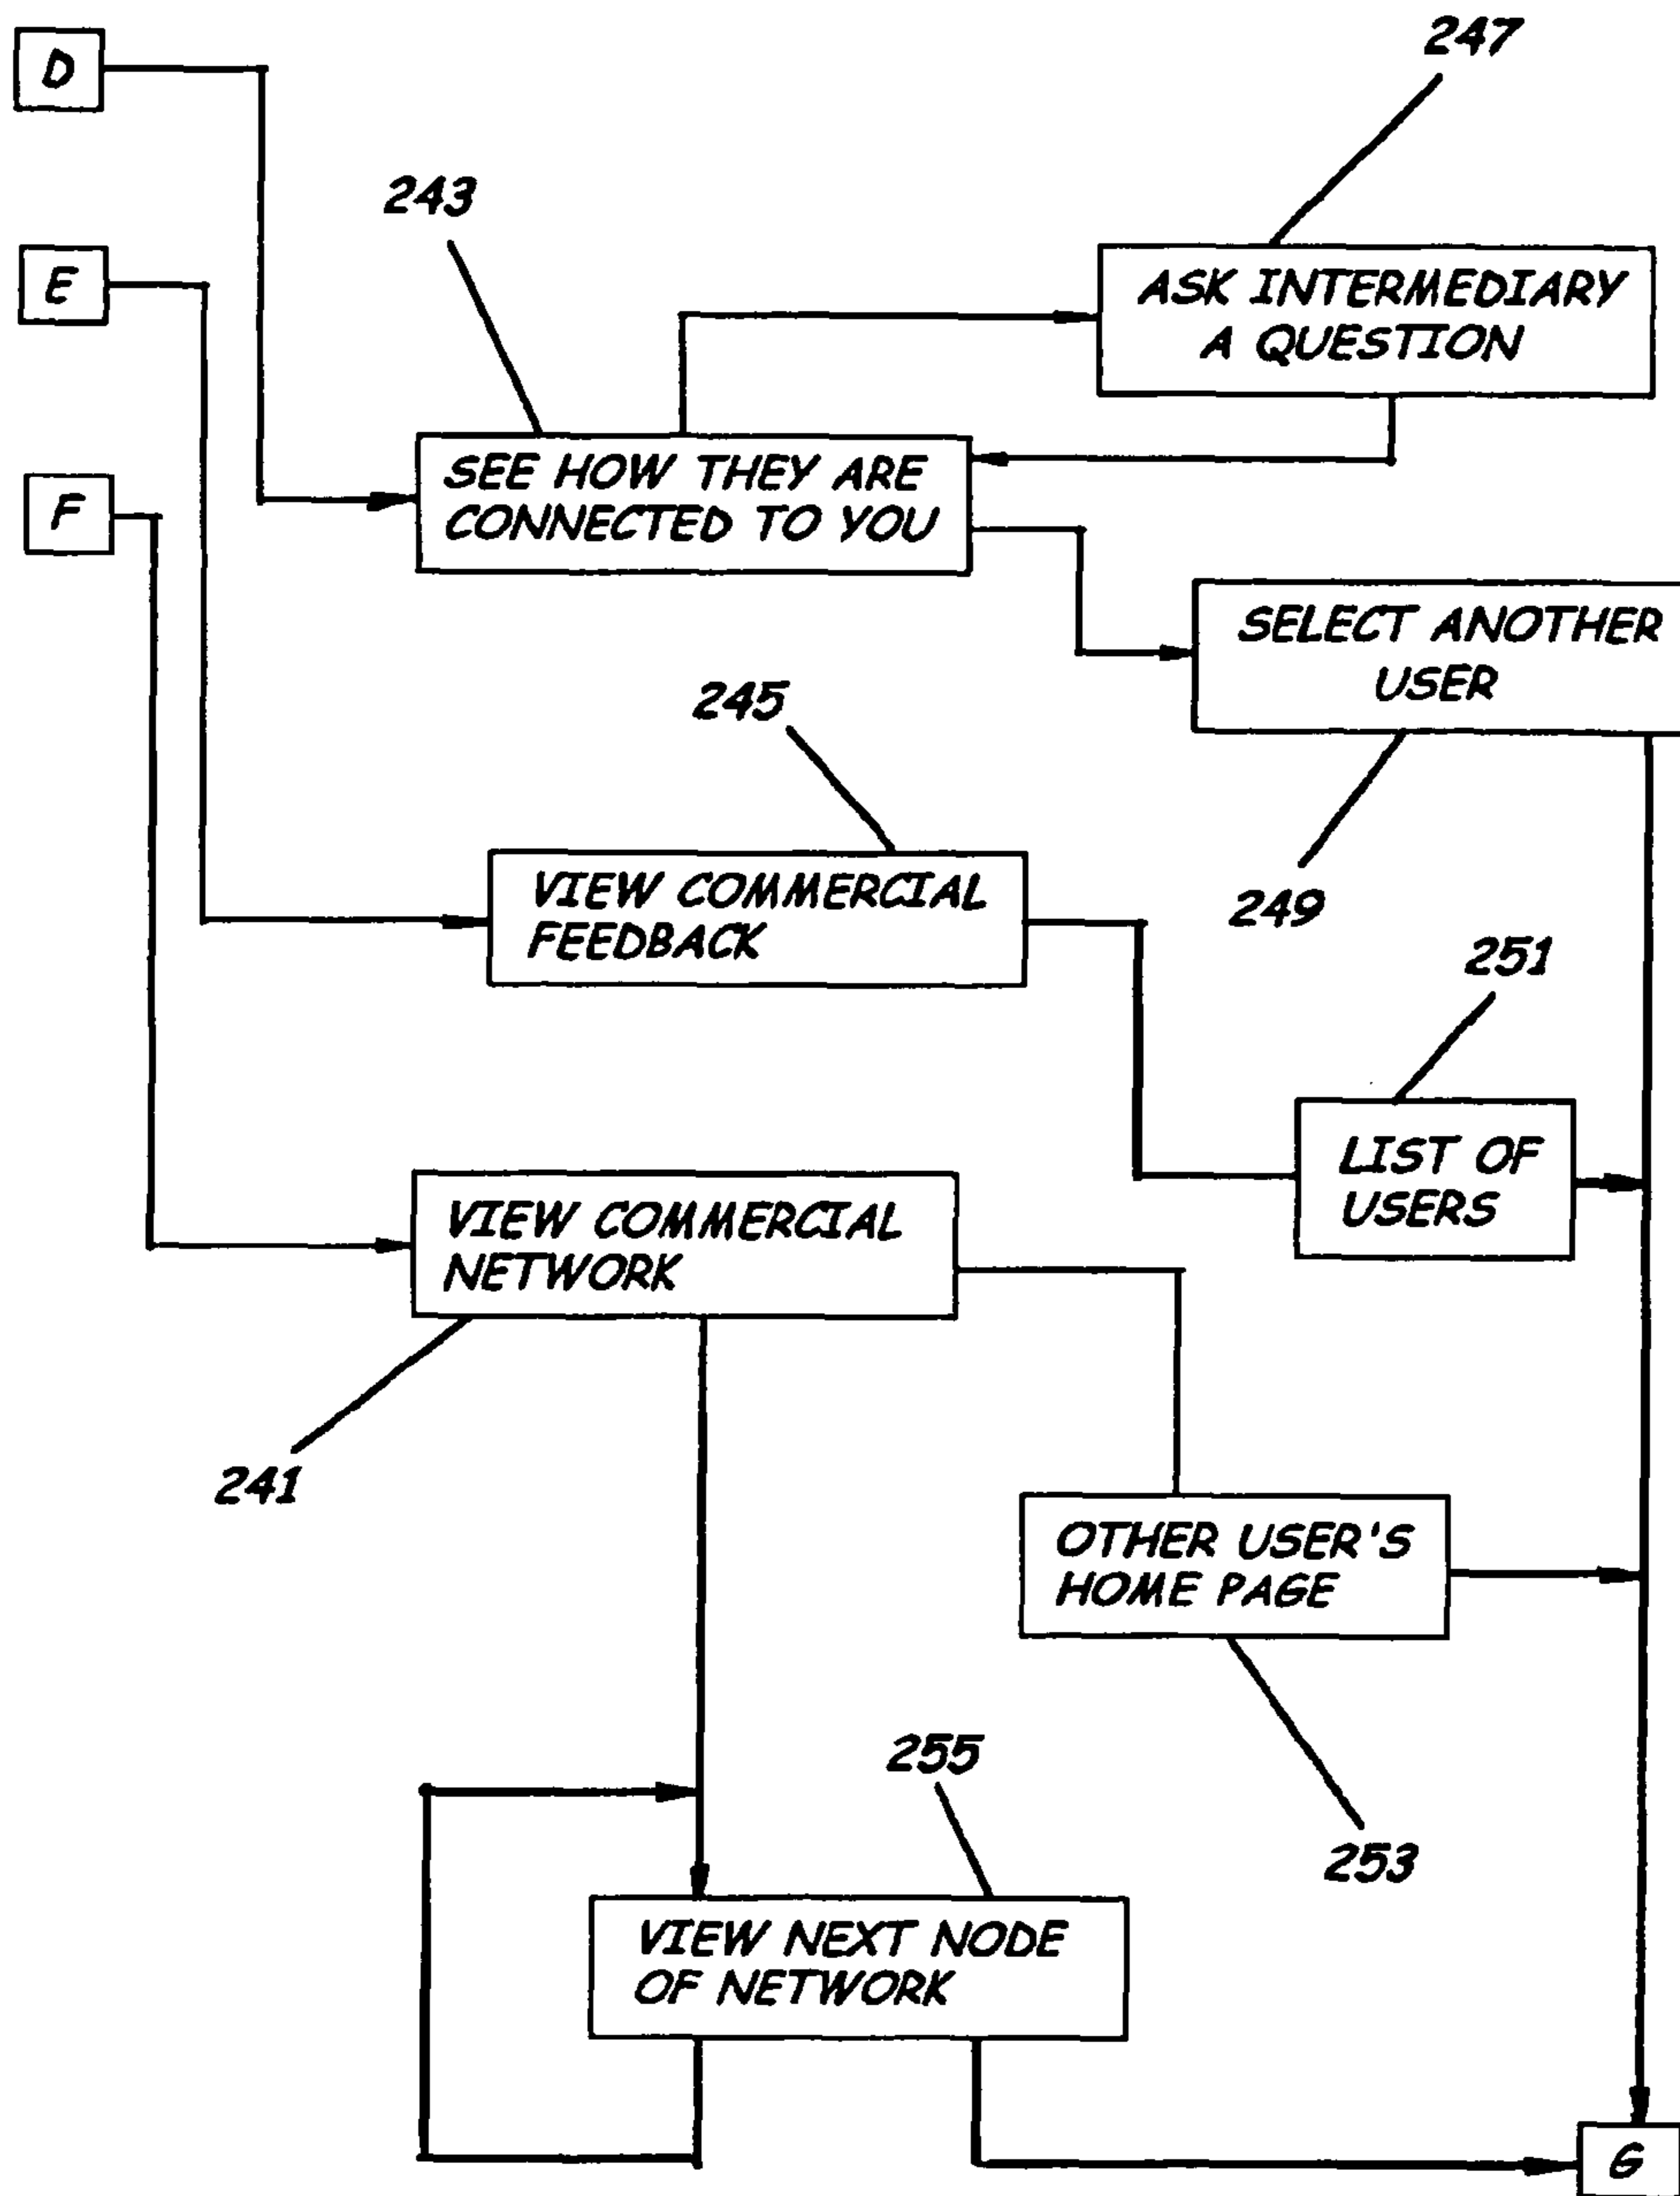 247
D
243
E
ASK INTERMEDIARY
A QUESTION
SEE HOW THEY ARE
CONNECTED TO YOU
F
SELECT ANOTHER
USER
245
VIEW COMMERCIAL
FEEDBACK
249
251
LIST OF
USERS
VIEW COMMERCIAL
NETWORK
241
OTHER USER'S
HOME PAGE
255
253
VIEW NEXT NODE
OF NETWORK
G